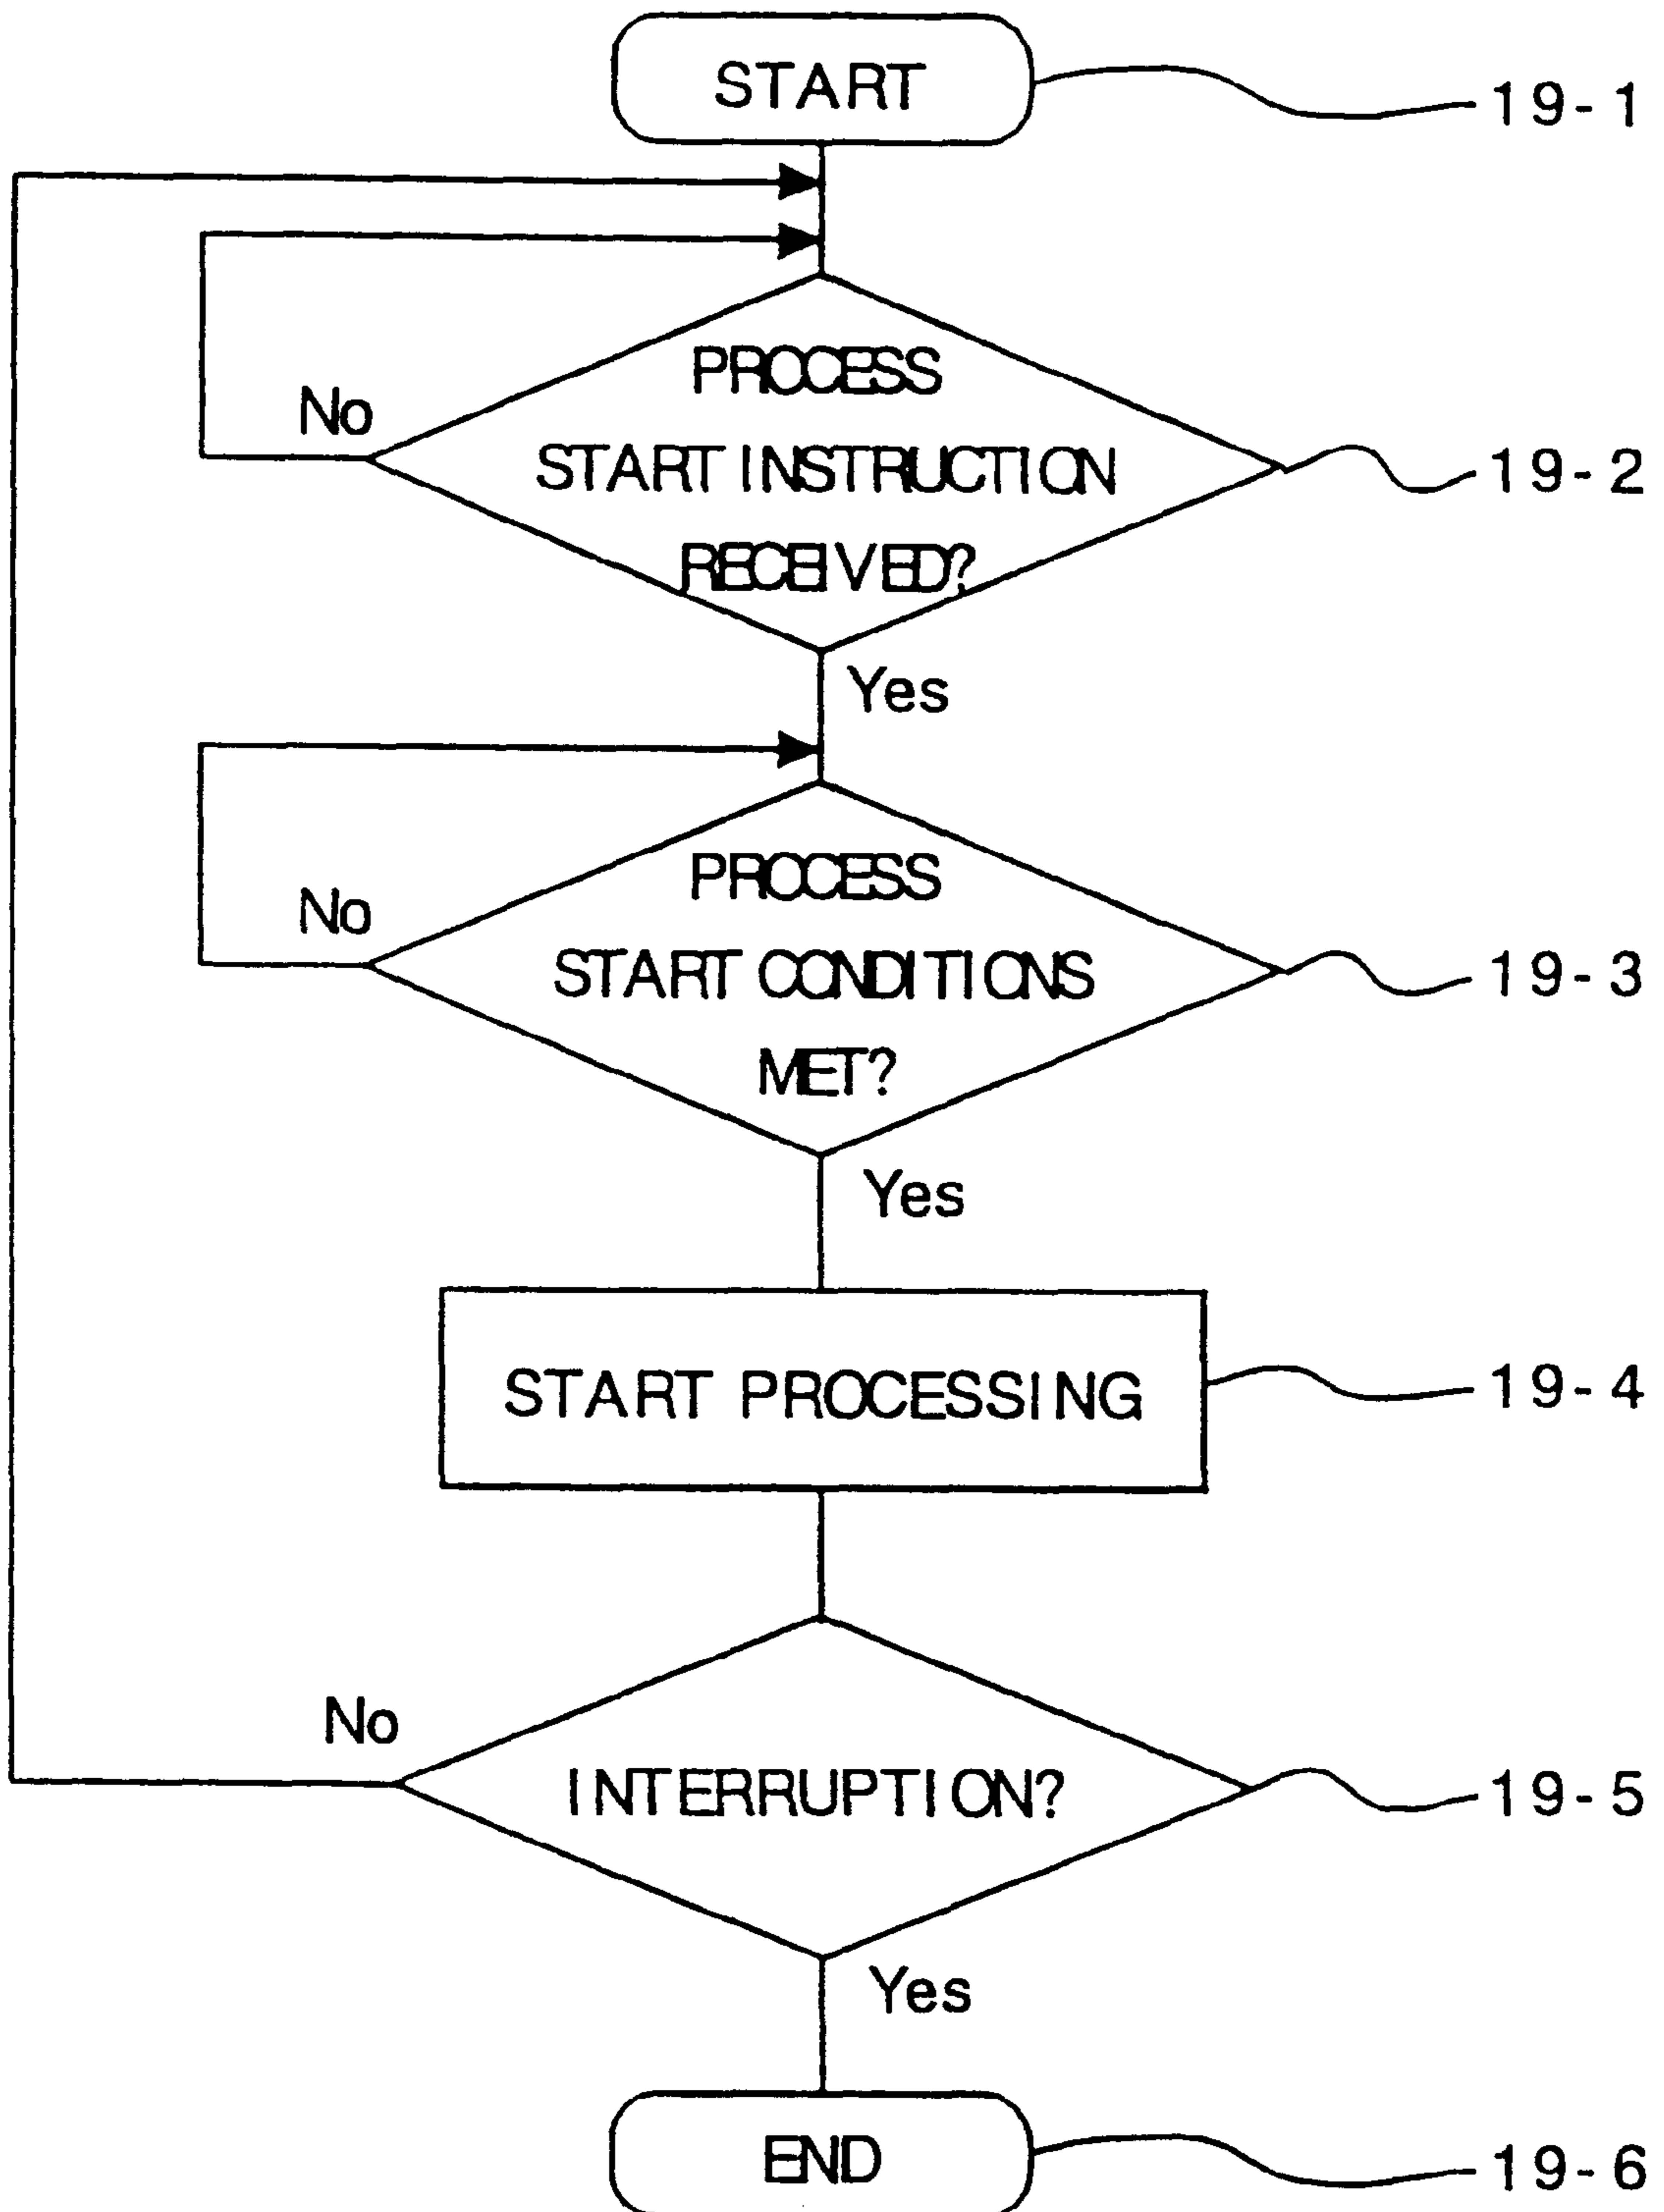 START
19-1
PROCESS
START INSTRUCTION
RECEIVED?
No
19-2
Yes
PROCESS
START CONDITIONS
MET?
No
19-3
Yes
START PROCESSING
19-4
No
INTERRUPTION?
19-5
Yes
END
19-6